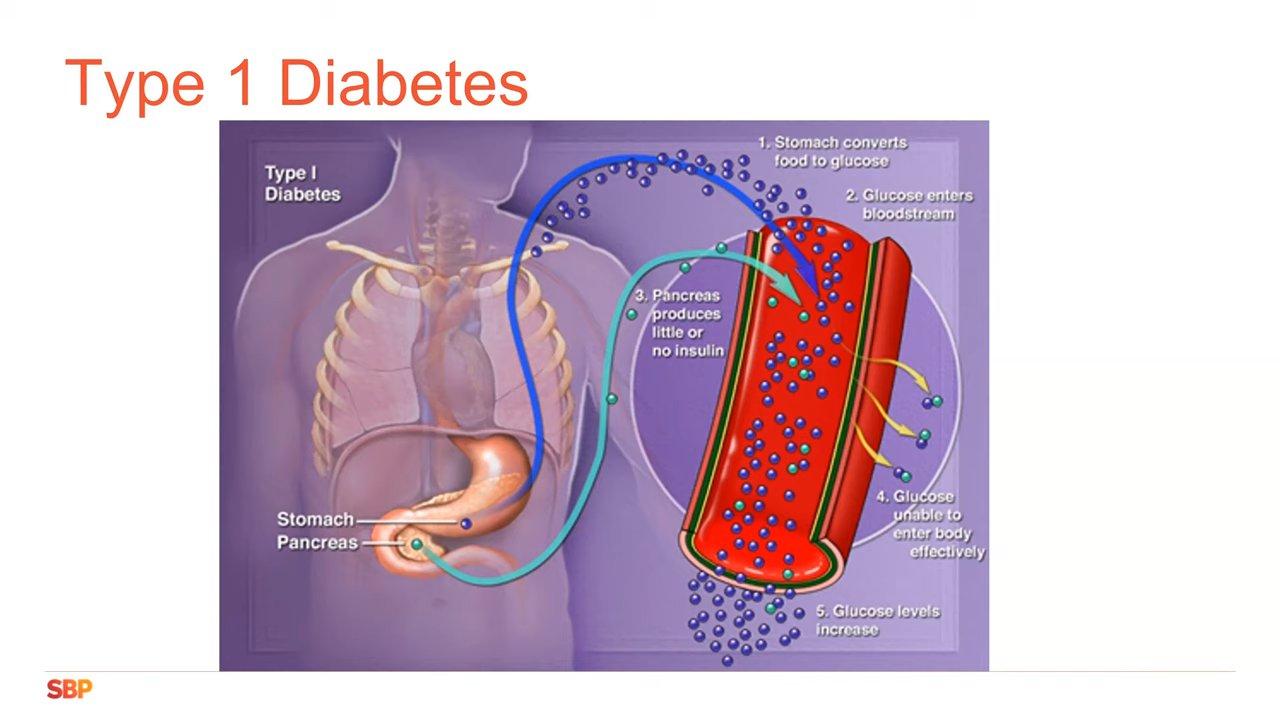 Type 1 Diabetes
Type I
Diabetes
1. Stomach converts
food to glucose
2. Glucose enters
bloodstream
3. Pancreas
produces
little or
no insulin
Stomach
Pancreas
4. Glucose
unable to
enter body
effectively
5. Glucose levels
increase
SBP